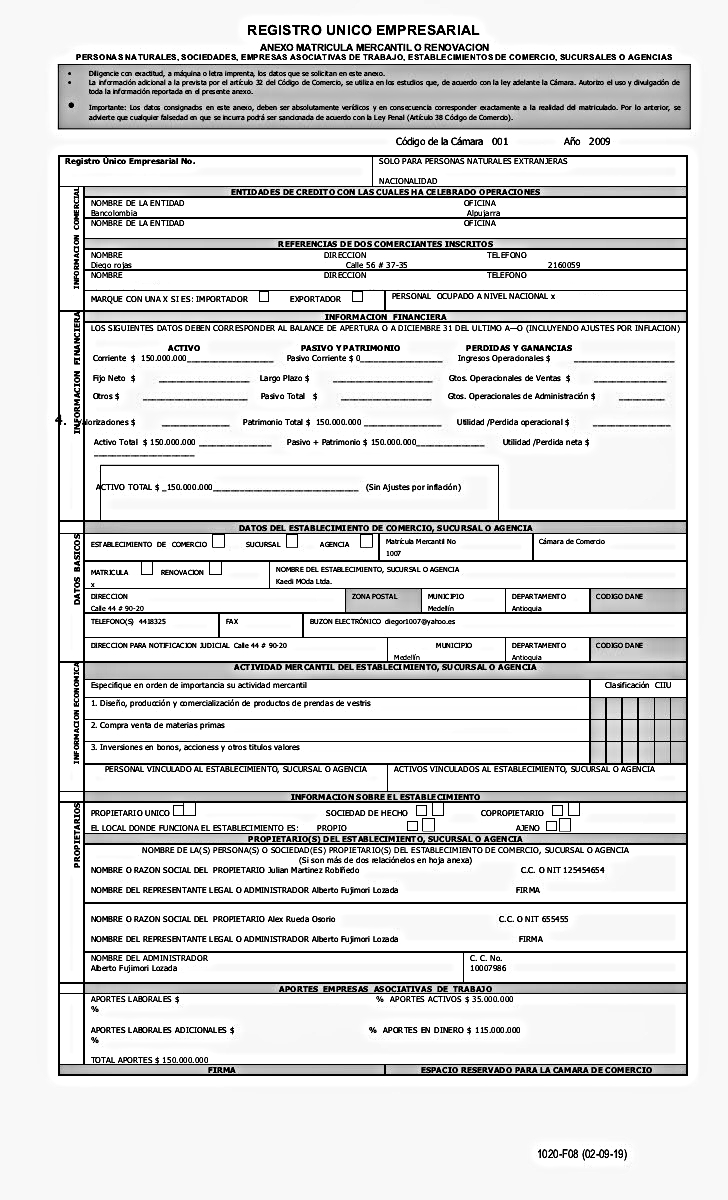 REGISTRO UNICO EMPRESARIAL
ANEXO MATRICULA MERCANTIL O RENOVACION
PERSONAS NATURALES, SOCIEDADES, EMPRESAS ASOCIATIVAS DE TRABAJO, ESTABLECIMIENTOS DE COMERCIO, SUCURSALES O AGENCIAS
• Diligencie con exactitud, a máquina o letra imprenta, los datos que se solicitan en este anexo.
• La información adicional a la prevista por el artículo 32 del Código de Comercio, se utiliza en los estudios que, de acuerdo con la ley adelante la Cámara. Autorizo el uso y divulgación de
toda la información reportada en el presente anexo.
• Importante: Los datos consignados en este anexo, deben ser absolutamente verídicos y en consecuencia corresponder exactamente a la realidad del matriculado. Por lo anterior, se
advierte que cualquier falsedad en que se incurra podrá ser sancionada de acuerdo con la Ley Penal (Artículo 38 Código de Comercio).
Código de la Cámara 001 Año 2009
Registro Único Empresarial No. SOLO PARA PERSONAS NATURALES EXTRANJERAS
NACIONALIDAD
INFORMACION COMERCIAL
ENTIDADES DE CREDITO CON LAS CUALES HA CELEBRADO OPERACIONES
NOMBRE DE LA ENTIDAD OFICINA
Bancolombia Alpujarra
NOMBRE DE LA ENTIDAD OFICINA
REFERENCIAS DE DOS COMERCIANTES INSCRITOS
NOMBRE DIRECCION TELEFONO
Diego rojas Calle 56 # 37-35 2160059
NOMBRE DIRECCION TELEFONO
MARQUE CON UNA X SI ES: IMPORTADOR EXPORTADOR PERSONAL OCUPADO A NIVEL NACIONAL x
INFORMACION FINANCIERA
INFORMACION FINANCIERA
LOS SIGUIENTES DATOS DEBEN CORRESPONDER AL BALANCE DE APERTURA O A DICIEMBRE 31 DEL ULTIMO A—O (INCLUYENDO AJUSTES POR INFLACION)
ACTIVO PASIVO Y PATRIMONIO PERDIDAS Y GANANCIAS
Corriente $ 150.000.000____________________ Pasivo Corriente $ 0____________________ Ingresos Operacionales $ ____________________
Fijo Neto $ ____________________ Largo Plazo $ ____________________ Gtos. Operacionales de Ventas $ ____________________
Otros $ ____________________ Pasivo Total $ ____________________ Gtos. Operacionales de Administración $ __________
4. Valorizaciones $ ____________________ Patrimonio Total $ 150.000.000 ________________ Utilidad /Perdida operacional $ ________________
Activo Total $ 150.000.000 ________________ Pasivo + Patrimonio $ 150.000.000________________ Utilidad /Perdida neta $
____________________
ACTIVO TOTAL $ _150.000.000______________________________ (Sin Ajustes por inflación)
DATOS BASICOS
DATOS DEL ESTABLECIMIENTO DE COMERCIO, SUCURSAL O AGENCIA
ESTABLECIMIENTO DE COMERCIO SUCURSAL AGENCIA Matrícula Mercantil No Cámara de Comercio
1007
MATRICULA RENOVACION NOMBRE DEL ESTABLECIMIENTO, SUCURSAL O AGENCIA
x Kaedi MOda Ltda.
DIRECCION ZONA POSTAL MUNICIPIO DEPARTAMENTO CODIGO DANE
Calle 44 # 90-20 Medellín Antioquia
TELEFONO(S) 4418325 FAX BUZON ELECTRÓNICO diegor1007@yahoo.es
DIRECCION PARA NOTIFICACION JUDICIAL Calle 44 # 90-20 MUNICIPIO DEPARTAMENTO CODIGO DANE
Medellín Antioquia
INFORMACION ECONOMICA
ACTIVIDAD MERCANTIL DEL ESTABLECIMIENTO, SUCURSAL O AGENCIA
Especifique en orden de importancia su actividad mercantil Clasificación CIIU
1. Diseño, producción y comercialización de productos de prendas de vestris
2. Compra venta de materias primas
3. Inversiones en bonos, accioness y otros titulos valores
PERSONAL VINCULADO AL ESTABLECIMIENTO, SUCURSAL O AGENCIA ACTIVOS VINCULADOS AL ESTABLECIMIENTO, SUCURSAL O AGENCIA
PROPIETARIOS
INFORMACION SOBRE EL ESTABLECIMIENTO
PROPIETARIO UNICO SOCIEDAD DE HECHO COPROPIETARIO
EL LOCAL DONDE FUNCIONA EL ESTABLECIMIENTO ES: PROPIO AJENO
PROPIETARIO(S) DEL ESTABLECIMIENTO, SUCURSAL O AGENCIA
NOMBRE DE LA(S) PERSONA(S) O SOCIEDAD(ES) PROPIETARIO(S) DEL ESTABLECIMIENTO DE COMERCIO, SUCURSAL O AGENCIA
(Si son más de dos relaciónelos en hoja anexa)
NOMBRE O RAZON SOCIAL DEL PROPIETARIO Julian Martinez Robiñedo C.C. O NIT 125454654
NOMBRE DEL REPRESENTANTE LEGAL O ADMINISTRADOR Alberto Fujimori Lozada FIRMA
NOMBRE O RAZON SOCIAL DEL PROPIETARIO Alex Rueda Osorio C.C. O NIT 655455
NOMBRE DEL REPRESENTANTE LEGAL O ADMINISTRADOR Alberto Fujimori Lozada FIRMA
NOMBRE DEL ADMINISTRADOR C. C. No.
Alberto Fujimori Lozada 10007986
APORTES EMPRESAS ASOCIATIVAS DE TRABAJO
APORTES LABORALES $ % APORTES ACTIVOS $ 35.000.000
%
APORTES LABORALES ADICIONALES $ % APORTES EN DINERO $ 115.000.000
%
TOTAL APORTES $ 150.000.000
FIRMA ESPACIO RESERVADO PARA LA CAMARA DE COMERCIO
1020-F08 (02-09-19)